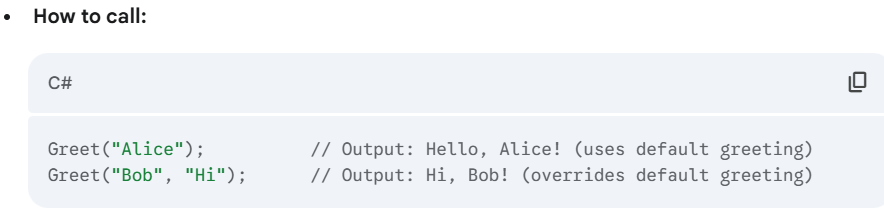 • How to call:
C#
Greet("Alice");          // Output: Hello, Alice! (uses default greeting)
Greet("Bob", "Hi");      // Output: Hi, Bob! (overrides default greeting)